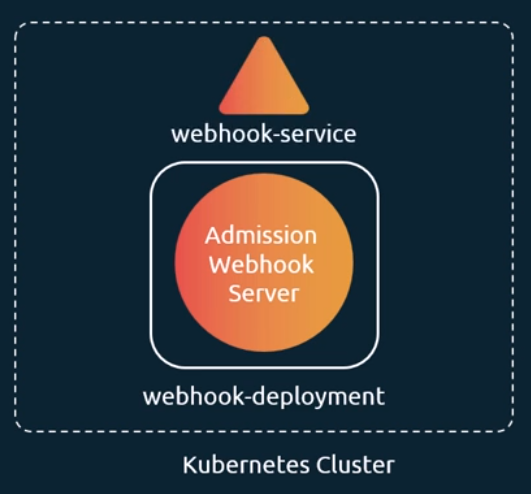 webhook-service
Admission
Webhook
Server
webhook-deployment
Kubernetes Cluster